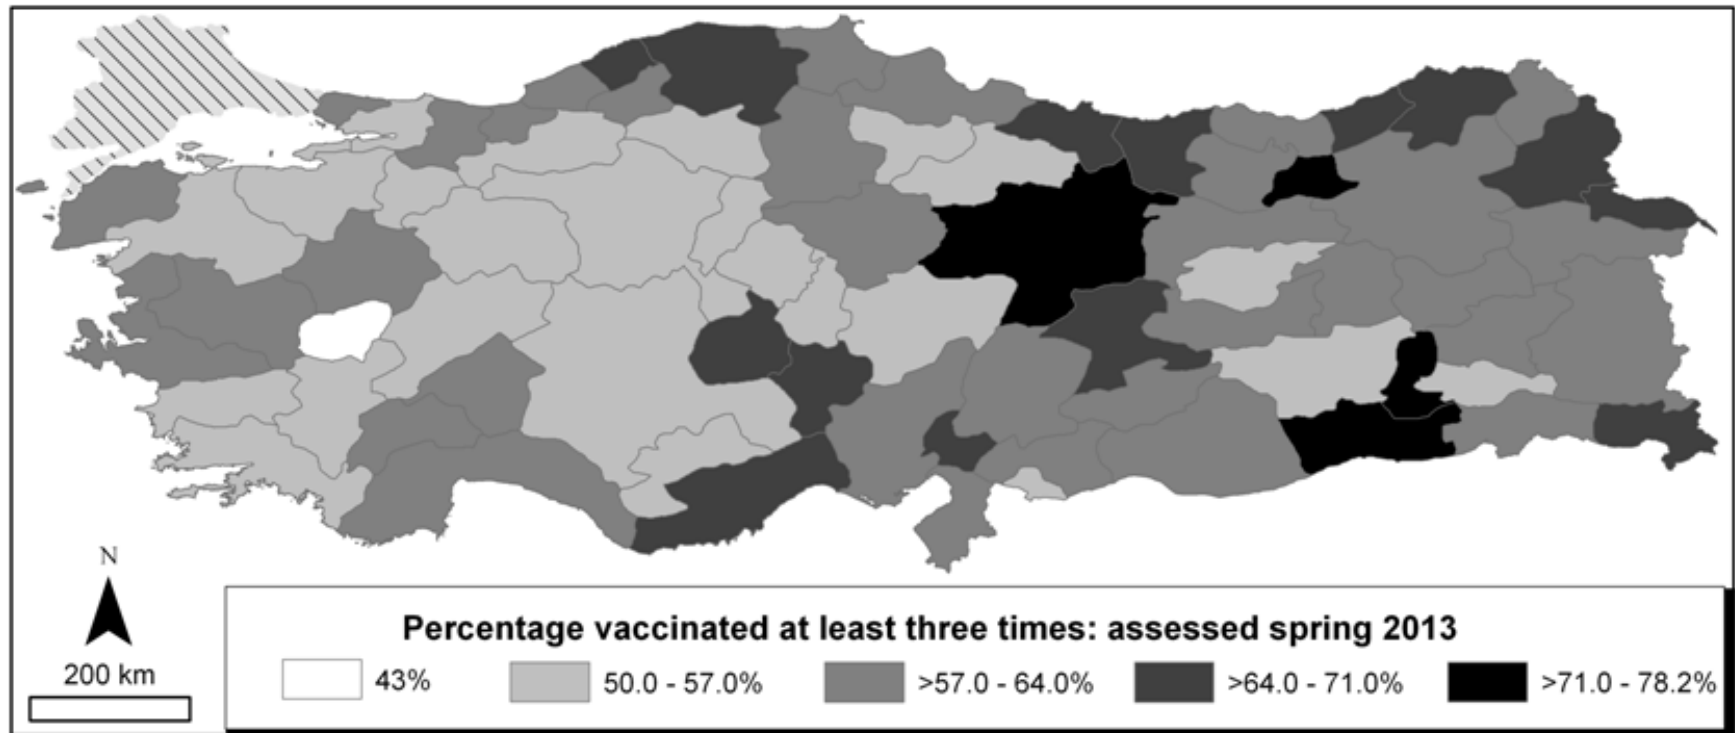 N
200 km
Percentage vaccinated at least three times: assessed spring 2013
43%
50.0 - 57.0%
>57.0 - 64.0%
>64.0 - 71.0%
>71.0 - 78.2%